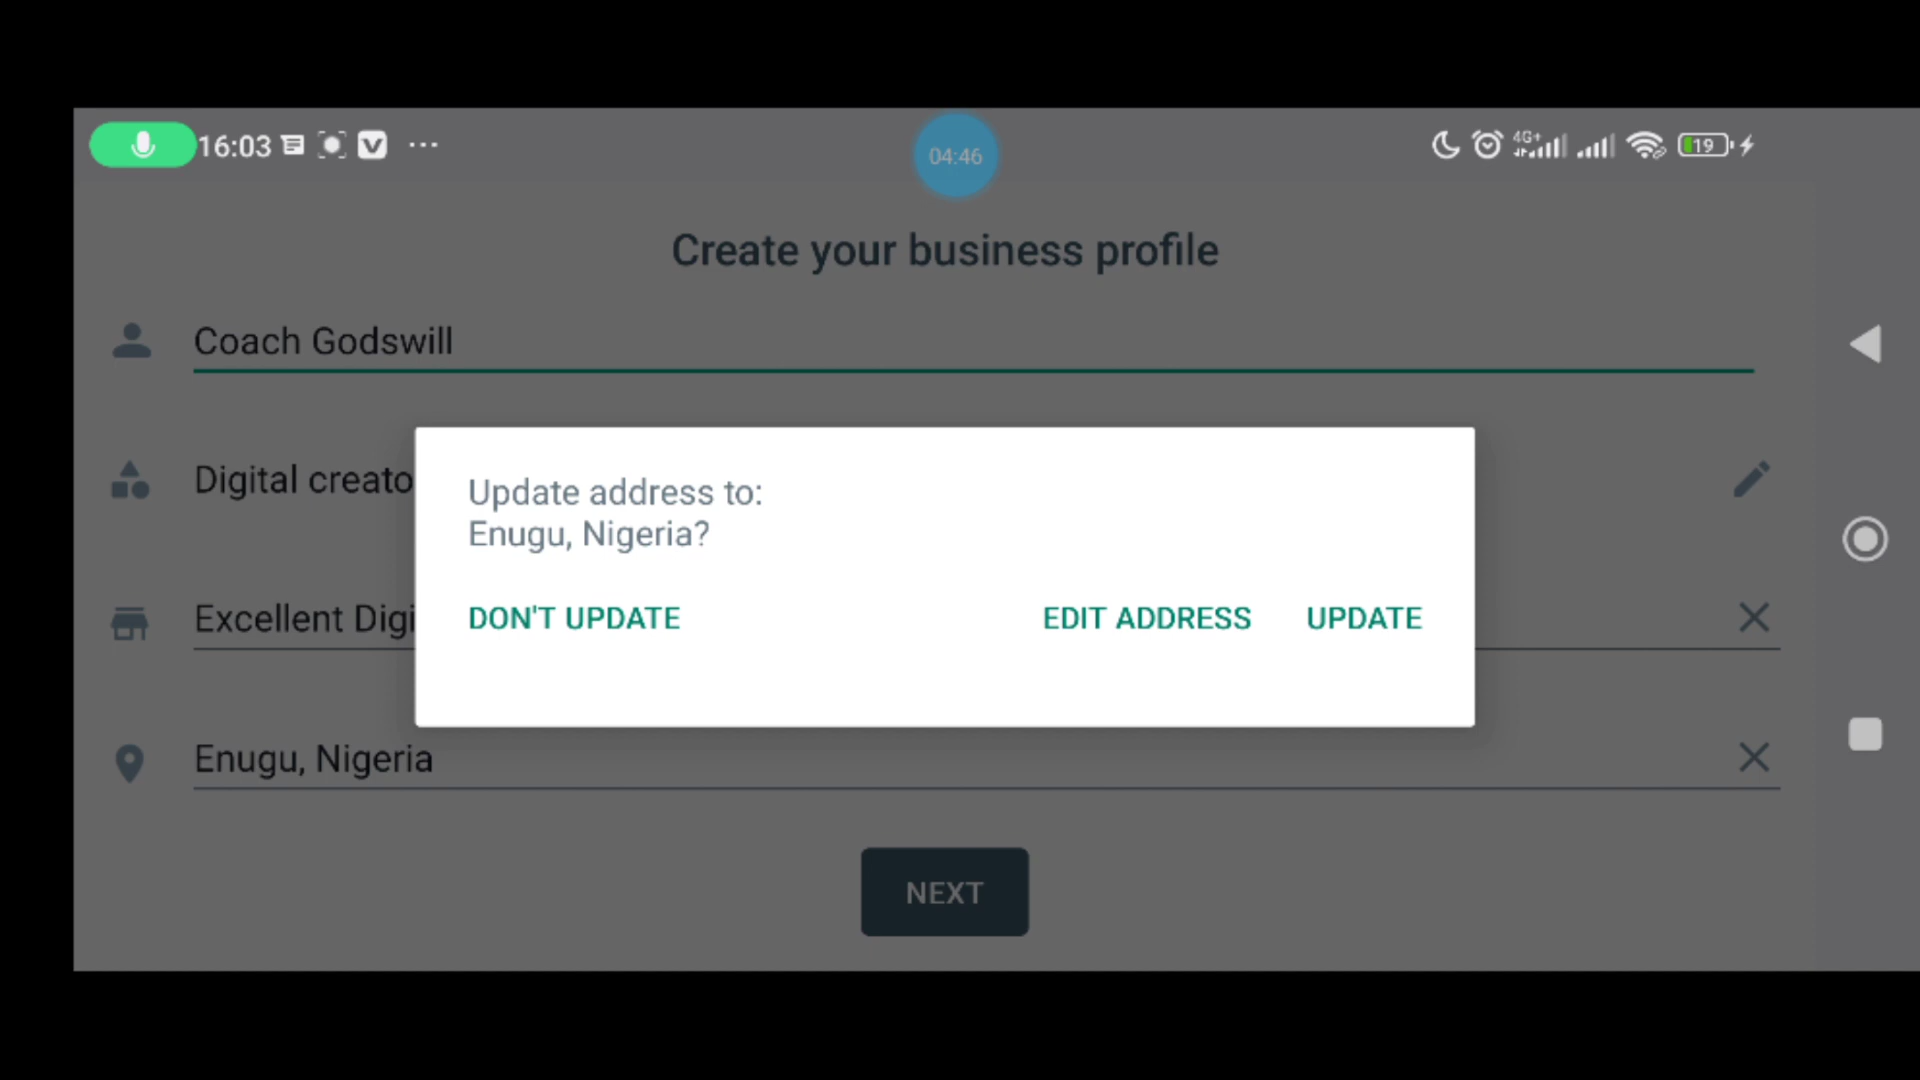 16:03
04:46
4G+
19
Create your business profile
Coach Godswill
Digital creato
Update address to:
Enugu, Nigeria?
Excellent Digi
DON'T UPDATE
EDIT ADDRESS
UPDATE
Enugu, Nigeria
NEXT